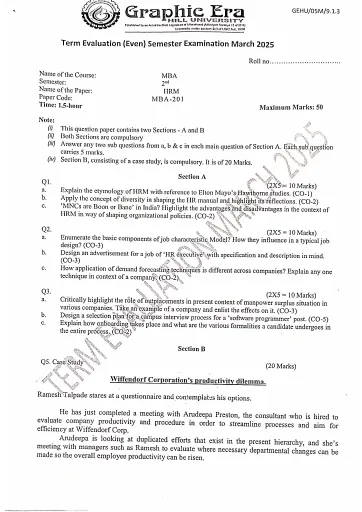 GEHU/05M/9.1.3
Graphic Era
HILL UNIVERSITY
Term Evaluation (Even) Semester Examination March 2025
Roll no.
Name of the Course: MBA
Semester: 2nd
Name of the Paper: HRM
Paper Code: MBA-201
Time: 1.5-hour Maximum Marks: 50
Note:
(i) This question paper contains two Sections - A and B
(ii) Both Sections are compulsory
(iii) Answer any two sub questions from a, b & c in each main question of Section A. Each sub question
carries 5 marks.
(iv) Section B, consisting of a case study, is compulsory. It is of 20 Marks.
Section A
Q1. (2X5 = 10 Marks)
a. Explain the etymology of HRM with reference to Elton Mayo's Hawthorne studies. (CO-1)
b. Apply the concept of diversity in shaping the HR manual and highlight its reflections. (CO-2)
c. 'MNCs are Boon or Bane' in India? Highlight the advantages and disadvantages in the context of
HRM in way of shaping organizational policies. (CO-2)
Q2. (2X5 = 10 Marks)
a. Enumerate the basic components of job characteristic Model? How they influence in a typical job
design? (CO-3)
b. Design an advertisement for a job of 'HR executive' with specification and description in mind.
(CO-3)
c. How application of demand forecasting techniques is different across companies? Explain any one
technique in context of a company. (CO-2)
Q3. (2X5 = 10 Marks)
a. Critically highlight the role of outplacements in present context of manpower surplus situation in
various companies. Take an example of a company and enlist the effects on it. (CO-3)
b. Design a selection plan for a campus interview process for a 'software programmer' post. (CO-5)
c. Explain how onboarding takes place and what are the various formalities a candidate undergoes in
the entire process. (CO-2)
Section B
Q5. Case Study (20 Marks)
Wiffendorf Corporation's productivity dilemma.
Ramesh Talpade stares at a questionnaire and contemplates his options.
He has just completed a meeting with Arudeepa Preston, the consultant who is hired to
evaluate company productivity and procedure in order to streamline processes and aim for
efficiency at Wiffendorf Corp.
Arudeepa is looking at duplicated efforts that exist in the present hierarchy, and she's
meeting with managers such as Ramesh to evaluate where necessary departmental changes can be
made so the overall employee productivity can be risen.
TERM EVALUATION MARCH 2025